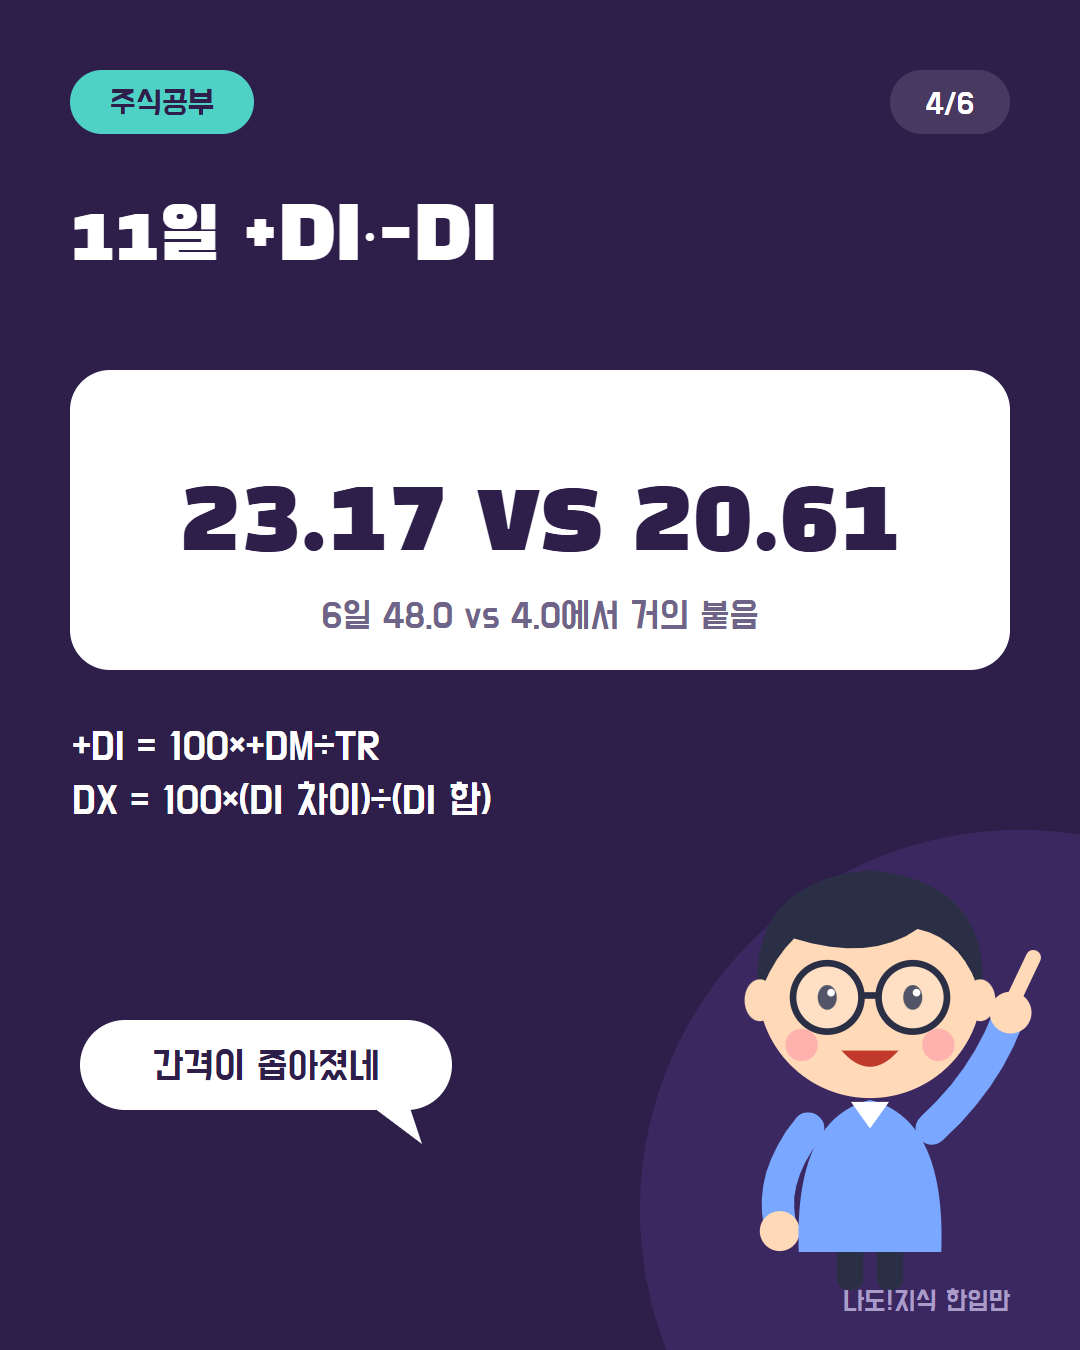 주식공부
4/6
11일 +DI·-DI
23.17 vs 20.61
6일 48.0 vs 4.0에서 거의 붙음
+DI = 100×+DM÷TR
DX = 100×(DI 차이)÷(DI 합)
간격이 좁아졌네
나도!지식 한입만